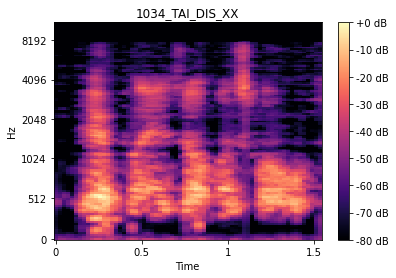 1034_TAI_DIS_XX
+0 dB
8192
-10 dB
4096
-20 dB
-30 dB
2048
Hz
-40 dB
1024
-50 dB
512
-60 dB
-70 dB
0
-80 dB
0
0.5
1
1.5
Time